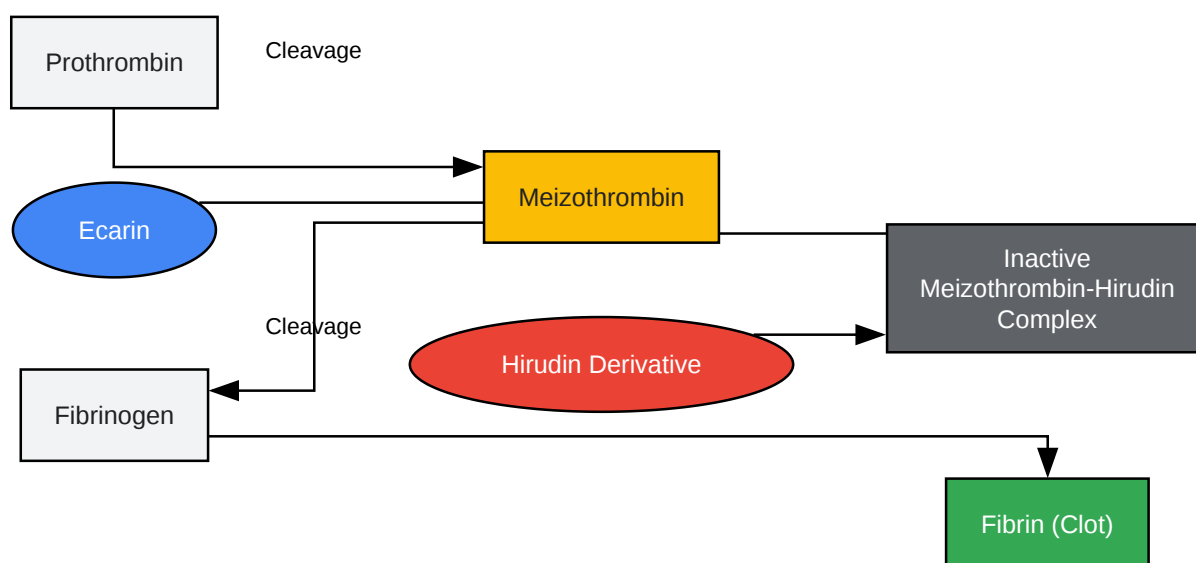 Prothrombin
Cleavage
Meizothrombin
Ecarin
Inactive
Meizothrombin-Hirudin
Complex
Cleavage
Hirudin Derivative
Fibrinogen
Fibrin (Clot)